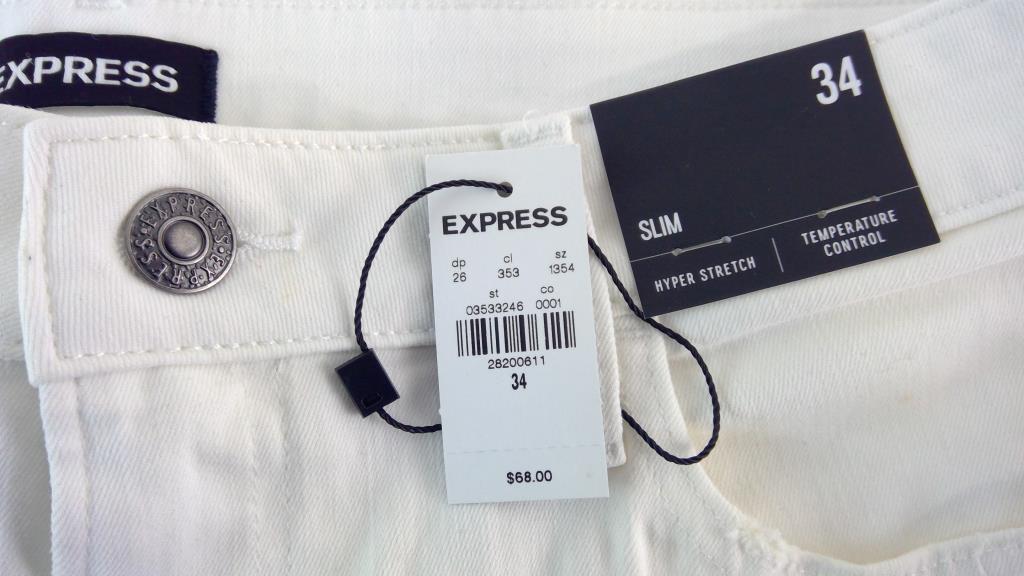 EXPRESS
EXPRESS • EXPRESS
EXPRESS
dp cl sz
26 353 1354
st co
03533246 0001
28200611
34
$68.00
34
SLIM
HYPER STRETCH
TEMPERATURE
CONTROL